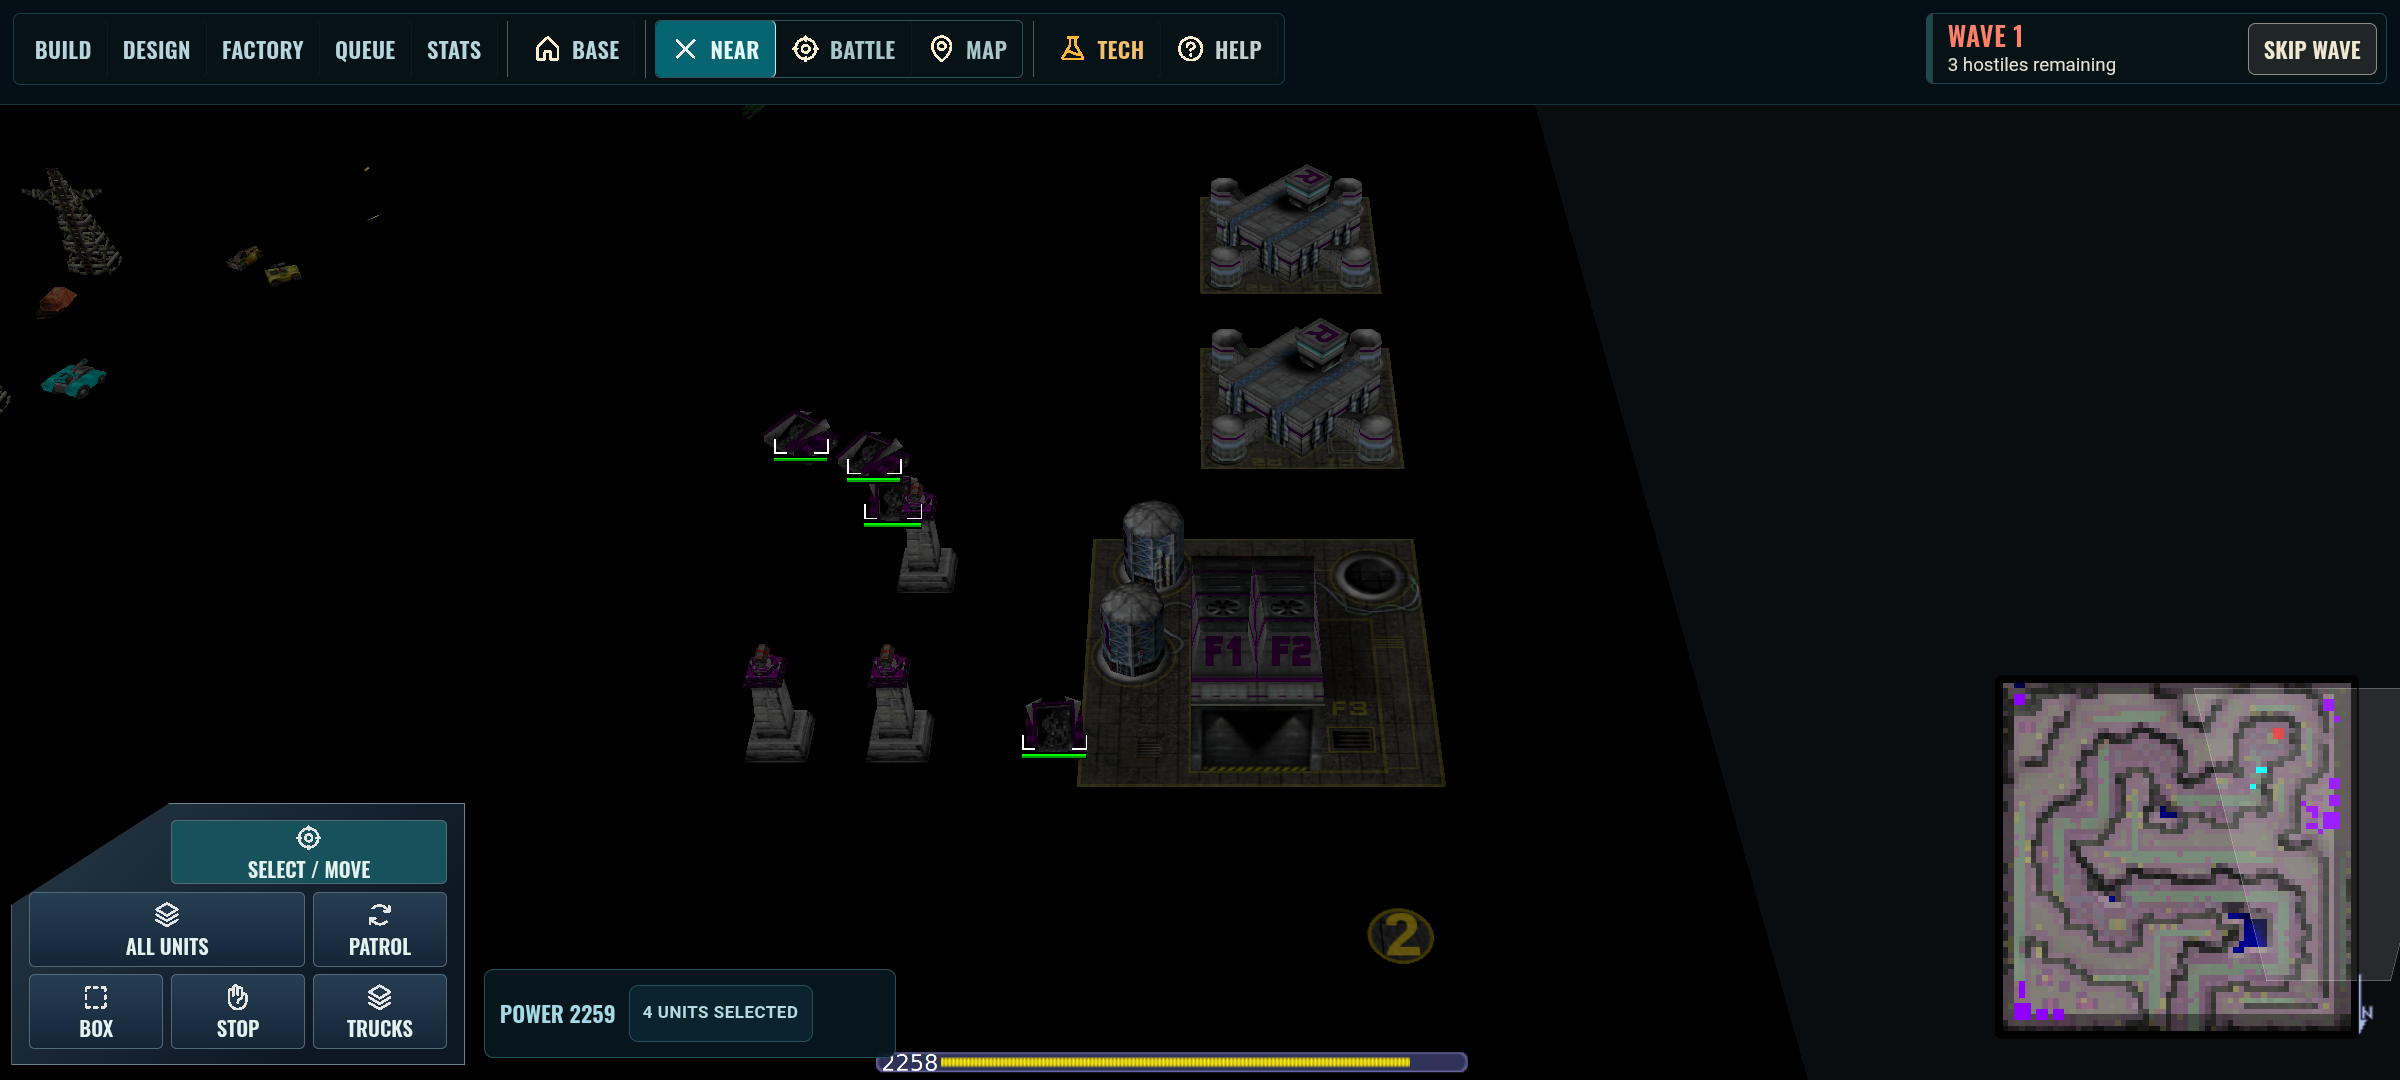 BUILD DESIGN FACTORY QUEUE STATS BASE NEAR BATTLE MAP TECH HELP
WAVE 1
3 hostiles remaining
SKIP WAVE
R
R
F1 F2
F3
2
SELECT / MOVE
ALL UNITS PATROL
BOX STOP TRUCKS
POWER 2259 4 UNITS SELECTED
2258
N